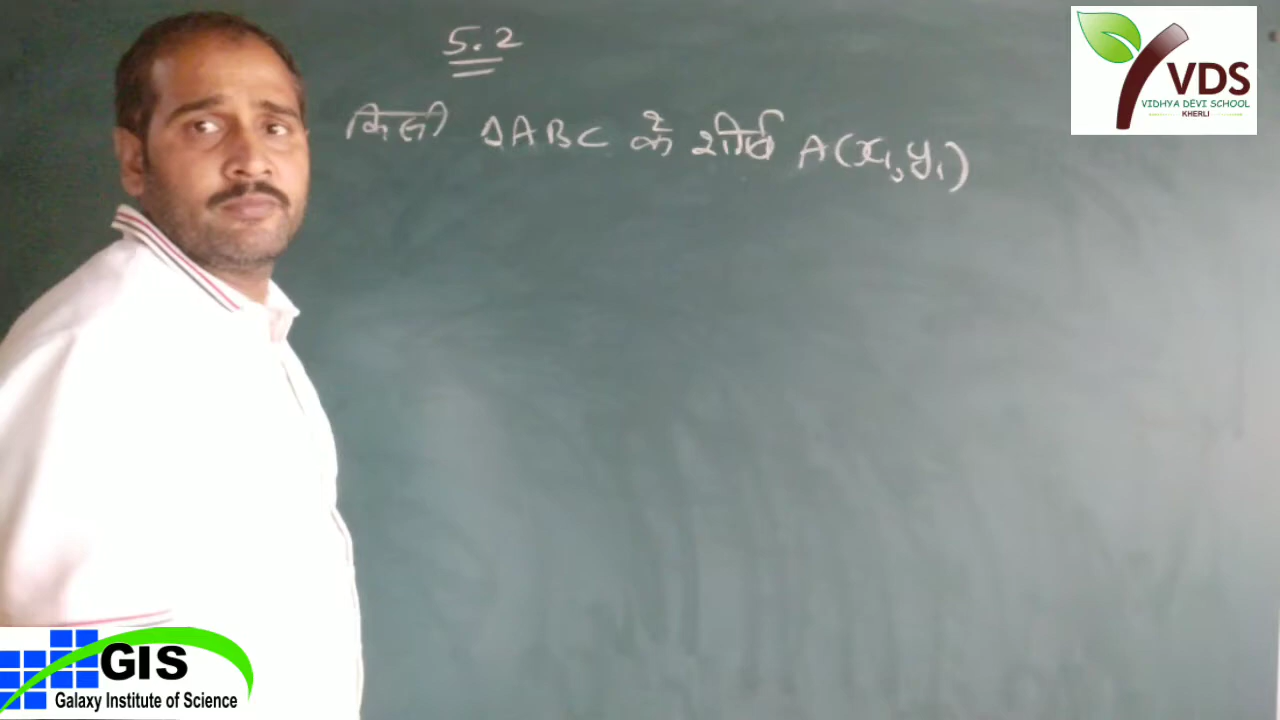 5.2
किसी ΔABC के शीर्ष A(x₁, y₁)
VDS
VIDHYA DEVI SCHOOL
KHERLI
GIS
Galaxy Institute of Science